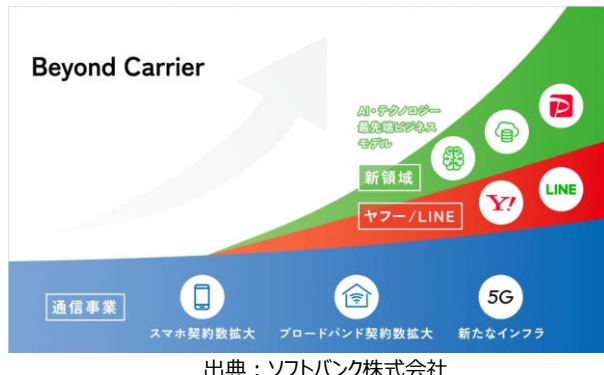 Beyond Carrier
AI・テクノロジー
最先端ビジネス
モデル
P
新領域
Y!
LINE
ヤフー/LINE
通信事業
5G
スマホ契約数拡大
ブロードバンド契約数拡大
新たなインフラ
出典：ソフトバンク株式会社